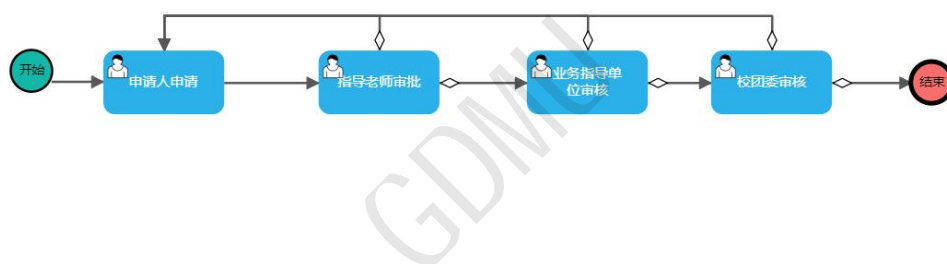 开始
申请人申请
指导老师审批
业务指导单
位审核
校团委审核
结束
GDMU